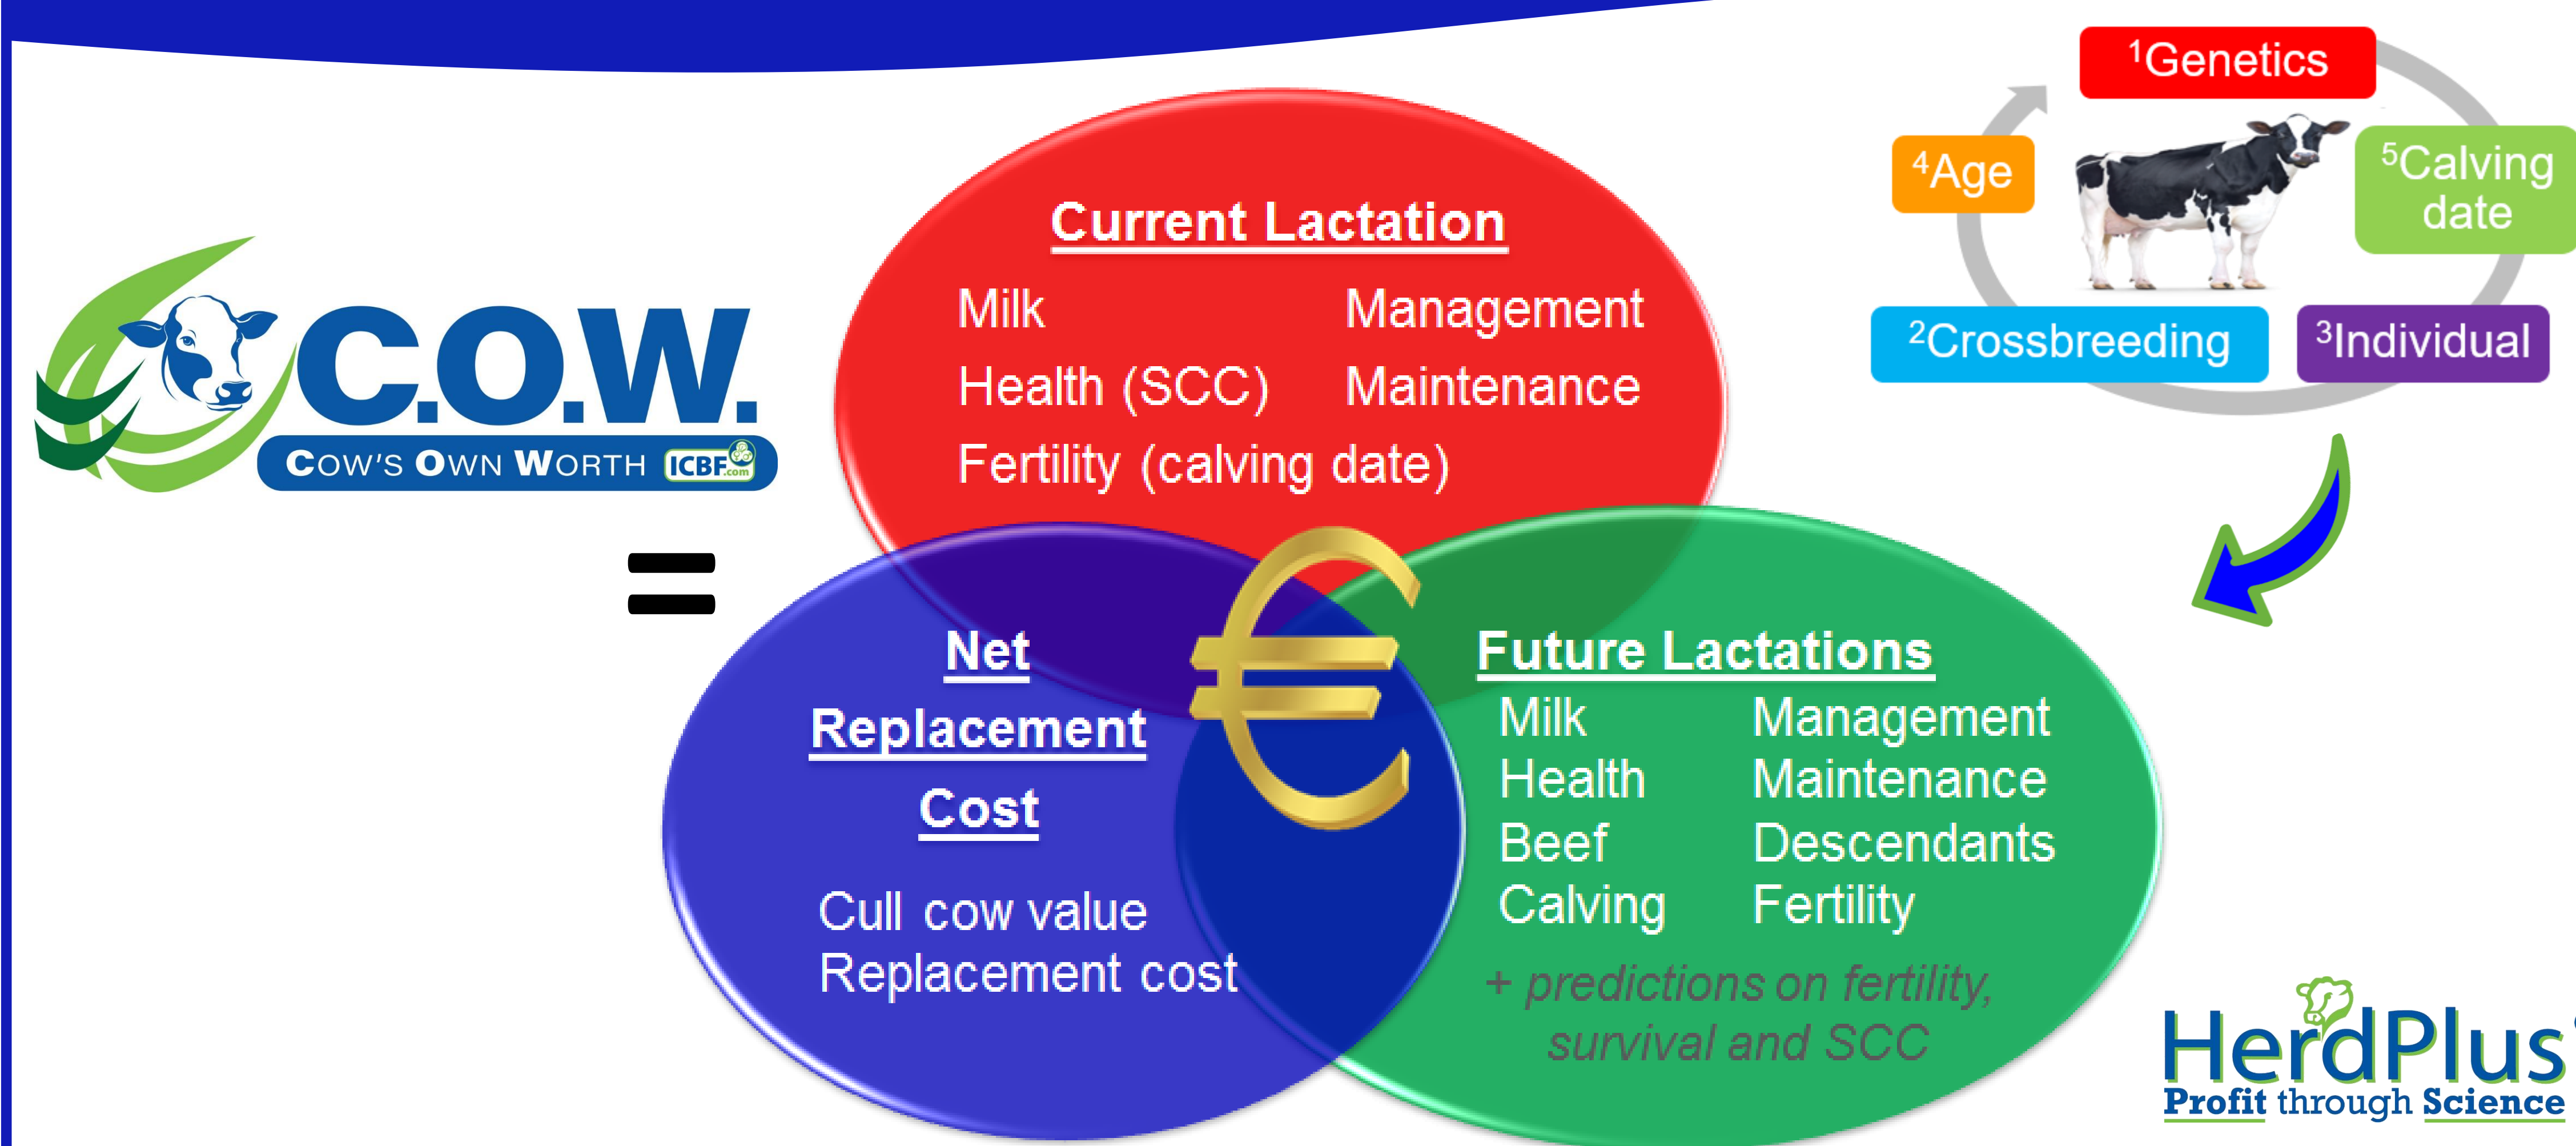 C.O.W.
COW'S OWN WORTH ICBF.com
=
Current Lactation
Milk Management
Health (SCC) Maintenance
Fertility (calving date)
€
Net
Replacement
Cost
Cull cow value
Replacement cost
Future Lactations
Milk Management
Health Maintenance
Beef Descendants
Calving Fertility
+ predictions on fertility,
survival and SCC
¹Genetics
⁴Age
⁵Calving
date
²Crossbreeding
³Individual
HerdPlus
Profit through Science